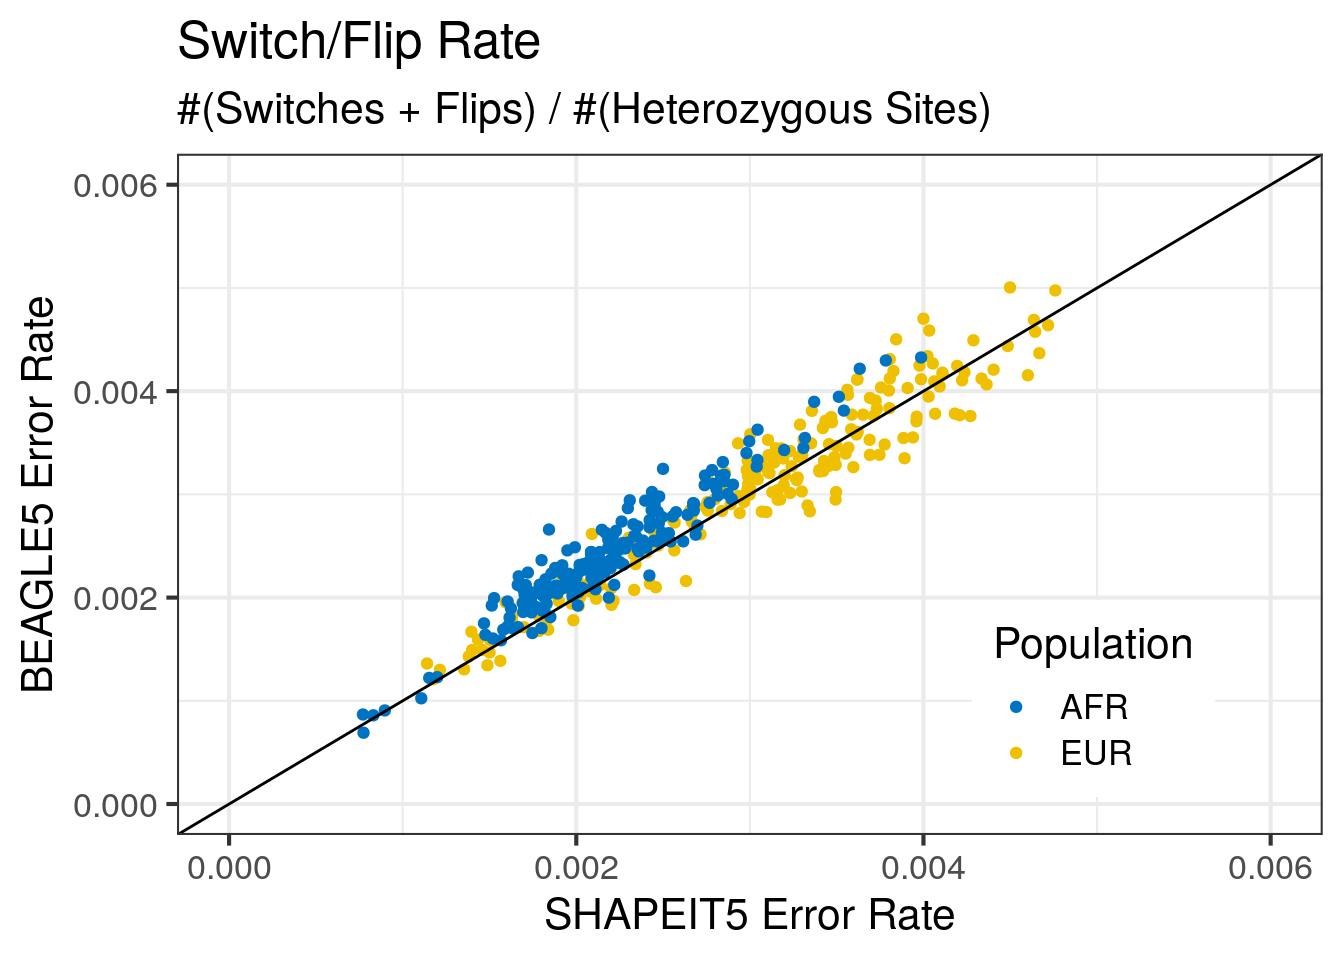 Switch/Flip Rate
#(Switches + Flips) / #(Heterozygous Sites)
BEAGLE5 Error Rate
0.006
0.004
0.002
0.000
Population
AFR
EUR
0.000 0.002 0.004 0.006
SHAPEIT5 Error Rate